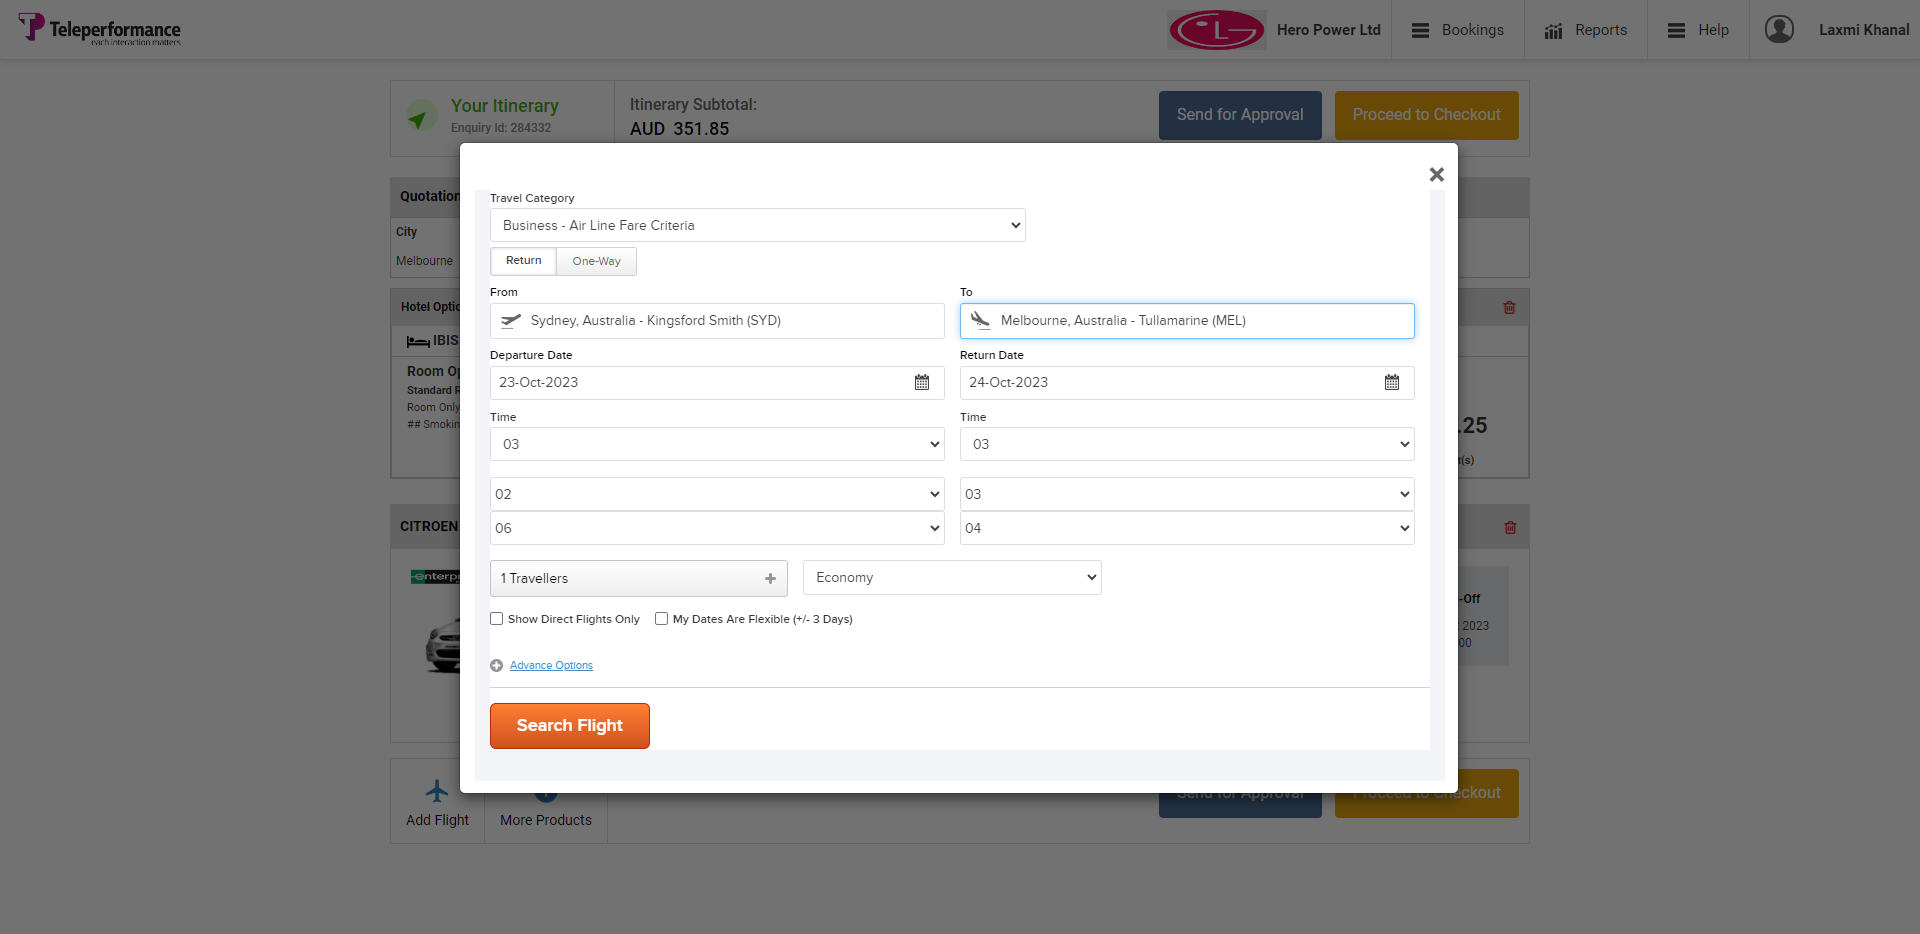 Teleperformance
each interaction matters
LG
Hero Power Ltd
Bookings
Reports
Help
Laxmi Khanal
Your Itinerary
Enquiry Id: 284332
Itinerary Subtotal:
AUD 351.85
Send for Approval
Proceed to Checkout
Quotation
City
Melbourne
Hotel Optio
IBIS
Room Op
Standard R
Room Only
## Smokin
.25
t(s)
CITROEN
enterpr
-Off
2023
00
Travel Category
Business - Air Line Fare Criteria
Return
One-Way
From
To
Sydney, Australia - Kingsford Smith (SYD)
Melbourne, Australia - Tullamarine (MEL)
Departure Date
Return Date
23-Oct-2023
24-Oct-2023
Time
Time
03
03
02
03
06
04
1 Travellers
Economy
Show Direct Flights Only
My Dates Are Flexible (+/- 3 Days)
Advance Options
Search Flight
Add Flight
More Products
Send for Approval
Proceed to Checkout